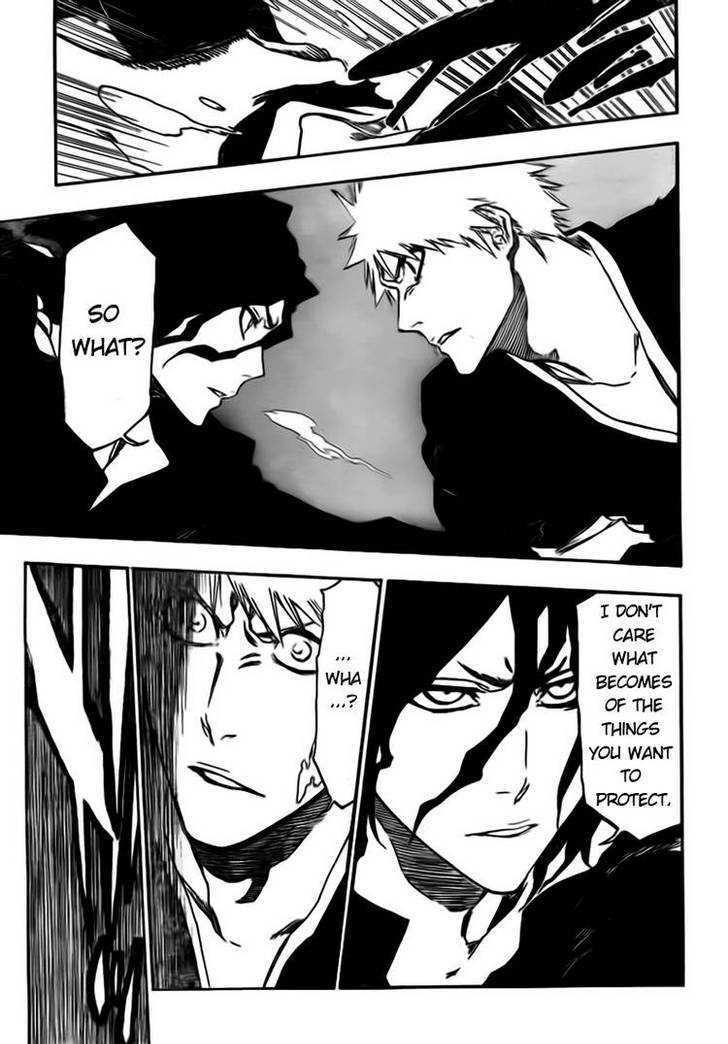 SO
WHAT?
I DON'T
CARE
WHAT
BECOMES
OF THE
THINGS
YOU WANT
TO
PROTECT.
...
WHA
...?